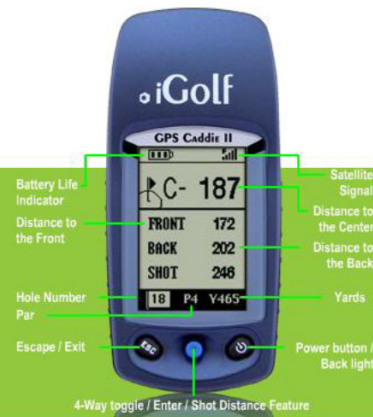 iGolf
GPS CADDIE II
C- 187
FRONT 172
BACK 202
SHOT 246
18 P4 Y465
ESC
Battery Life
Indicator
Distance to
the Front
Hole Number
Par
Escape / Exit
Satellite
Signal
Distance to
the Center
Distance to
the Back
Yards
Power button /
Back light
4-Way toggle / Enter / Shot Distance Feature